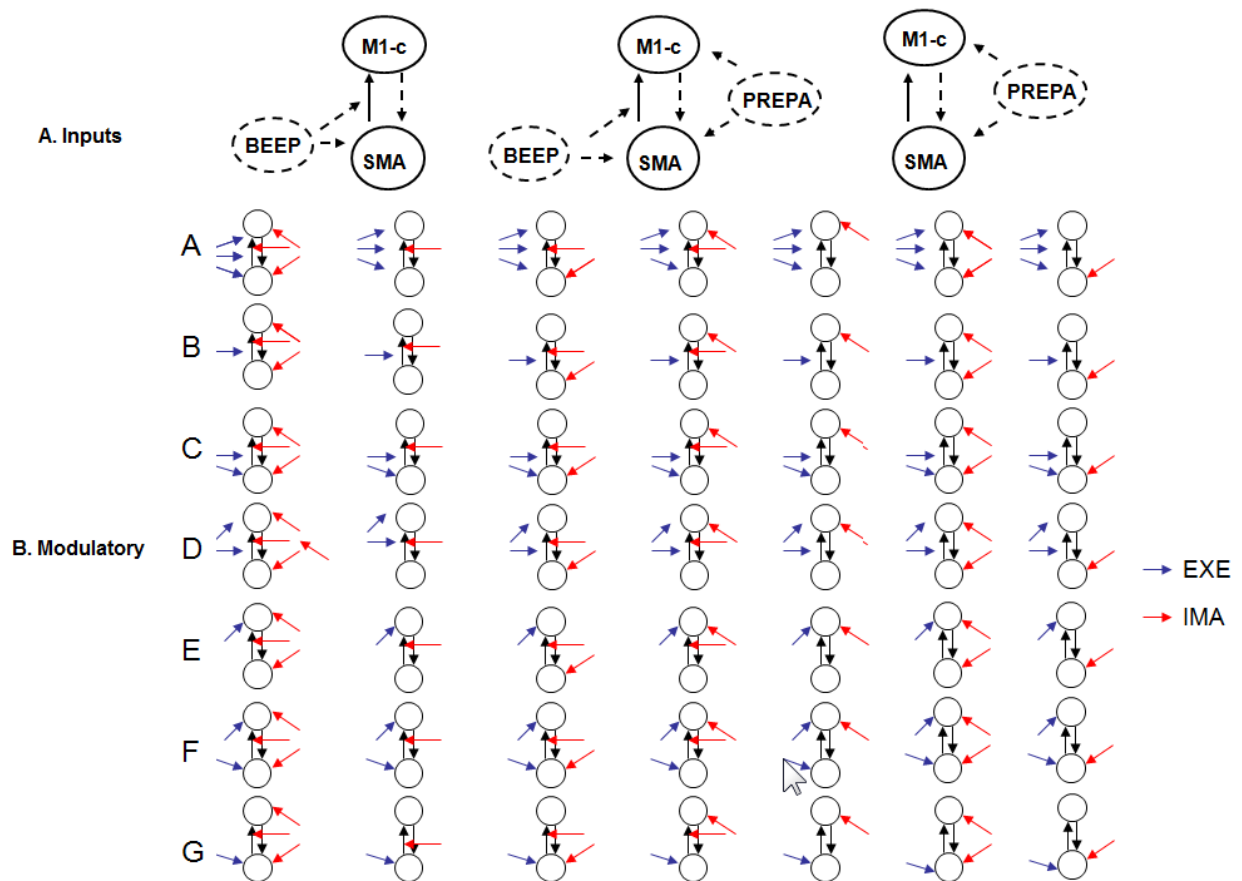 M1-c
M1-c
M1-c
PREPA
PREPA
A. Inputs
BEEP
SMA
BEEP
SMA
SMA
A
B
C
B. Modulatory
D
EXE
E
IMA
F
G